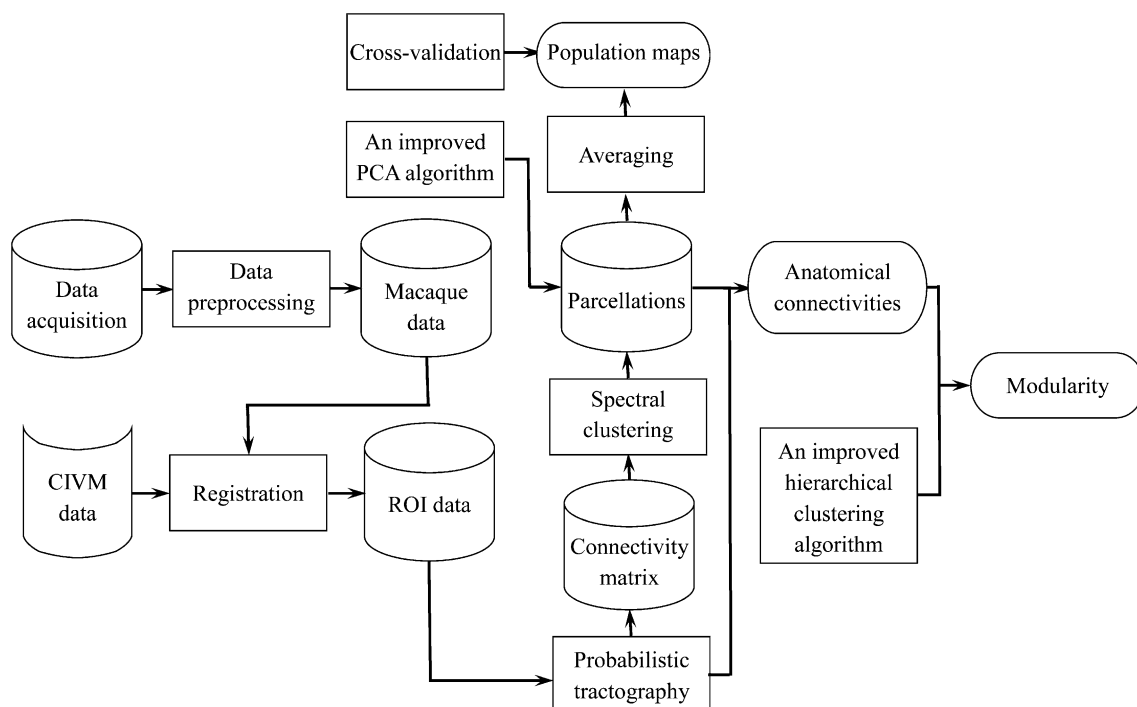 Cross-validation
Population maps
An improved
PCA algorithm
Averaging
Data
acquisition
Data
preprocessing
Macaque
data
Parcellations
Anatomical
connectivities
Modularity
Spectral
clustering
CIVM
data
Registration
ROI data
An improved
hierarchical
clustering
algorithm
Connectivity
matrix
Probabilistic
tractography